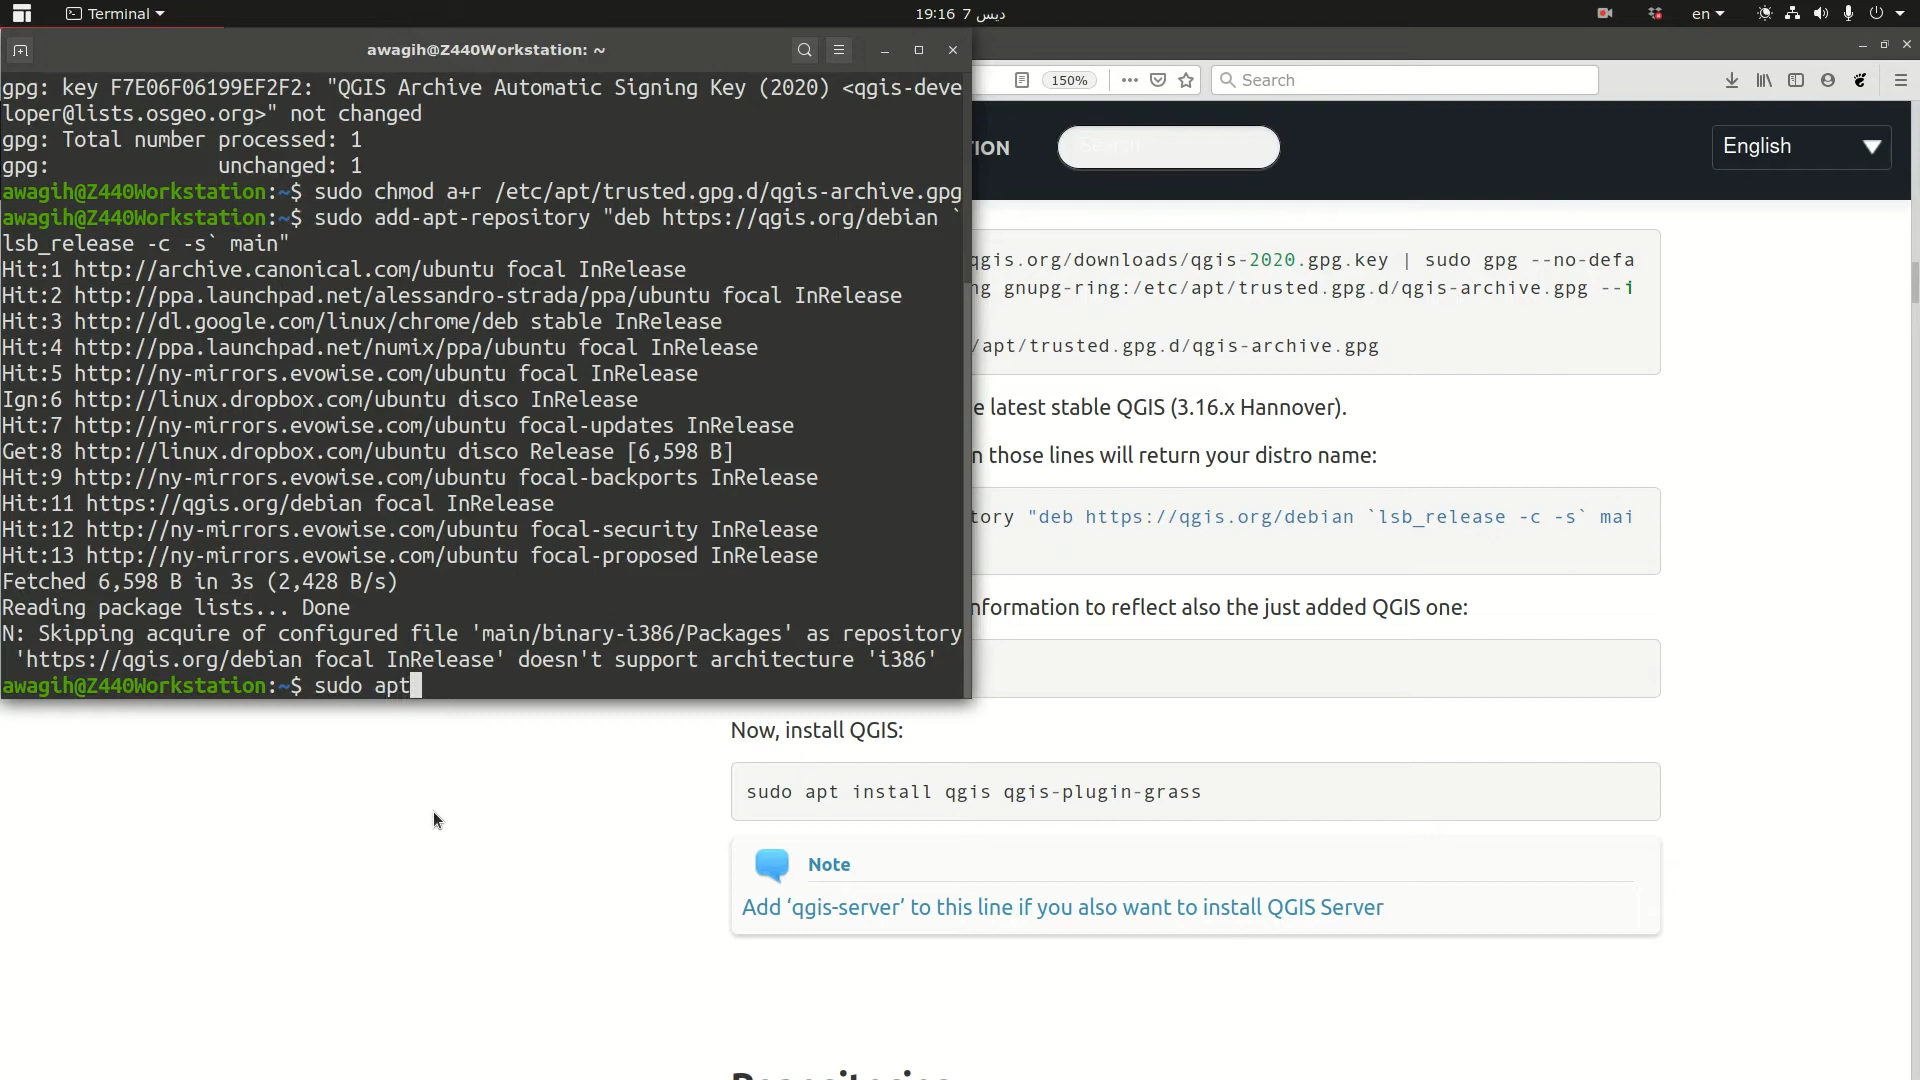 Terminal
19:16 7 ديس
en
awagih@Z440Workstation: ~
150%
Search
gpg: key F7E06F06199EF2F2: "QGIS Archive Automatic Signing Key (2020) <qgis-deve
loper@lists.osgeo.org>" not changed
gpg: Total number processed: 1
gpg:              unchanged: 1
awagih@Z440Workstation:~$ sudo chmod a+r /etc/apt/trusted.gpg.d/qgis-archive.gpg
awagih@Z440Workstation:~$ sudo add-apt-repository "deb https://qgis.org/debian `
lsb_release -c -s` main"
Hit:1 http://archive.canonical.com/ubuntu focal InRelease
Hit:2 http://ppa.launchpad.net/alessandro-strada/ppa/ubuntu focal InRelease
Hit:3 http://dl.google.com/linux/chrome/deb stable InRelease
Hit:4 http://ppa.launchpad.net/numix/ppa/ubuntu focal InRelease
Hit:5 http://ny-mirrors.evowise.com/ubuntu focal InRelease
Ign:6 http://linux.dropbox.com/ubuntu disco InRelease
Hit:7 http://ny-mirrors.evowise.com/ubuntu focal-updates InRelease
Get:8 http://linux.dropbox.com/ubuntu disco Release [6,598 B]
Hit:9 http://ny-mirrors.evowise.com/ubuntu focal-backports InRelease
Hit:11 https://qgis.org/debian focal InRelease
Hit:12 http://ny-mirrors.evowise.com/ubuntu focal-security InRelease
Hit:13 http://ny-mirrors.evowise.com/ubuntu focal-proposed InRelease
Fetched 6,598 B in 3s (2,428 B/s)
Reading package lists... Done
N: Skipping acquire of configured file 'main/binary-i386/Packages' as repository
 'https://qgis.org/debian focal InRelease' doesn't support architecture 'i386'
awagih@Z440Workstation:~$ sudo apt
ION
Search
English
qgis.org/downloads/qgis-2020.gpg.key | sudo gpg --no-defa
ng gnupg-ring:/etc/apt/trusted.gpg.d/qgis-archive.gpg --i
/apt/trusted.gpg.d/qgis-archive.gpg
e latest stable QGIS (3.16.x Hannover).
n those lines will return your distro name:
tory "deb https://qgis.org/debian `lsb_release -c -s` mai
nformation to reflect also the just added QGIS one:
Now, install QGIS:
sudo apt install qgis qgis-plugin-grass
Note
Add ‘qgis-server’ to this line if you also want to install QGIS Server
Repositories